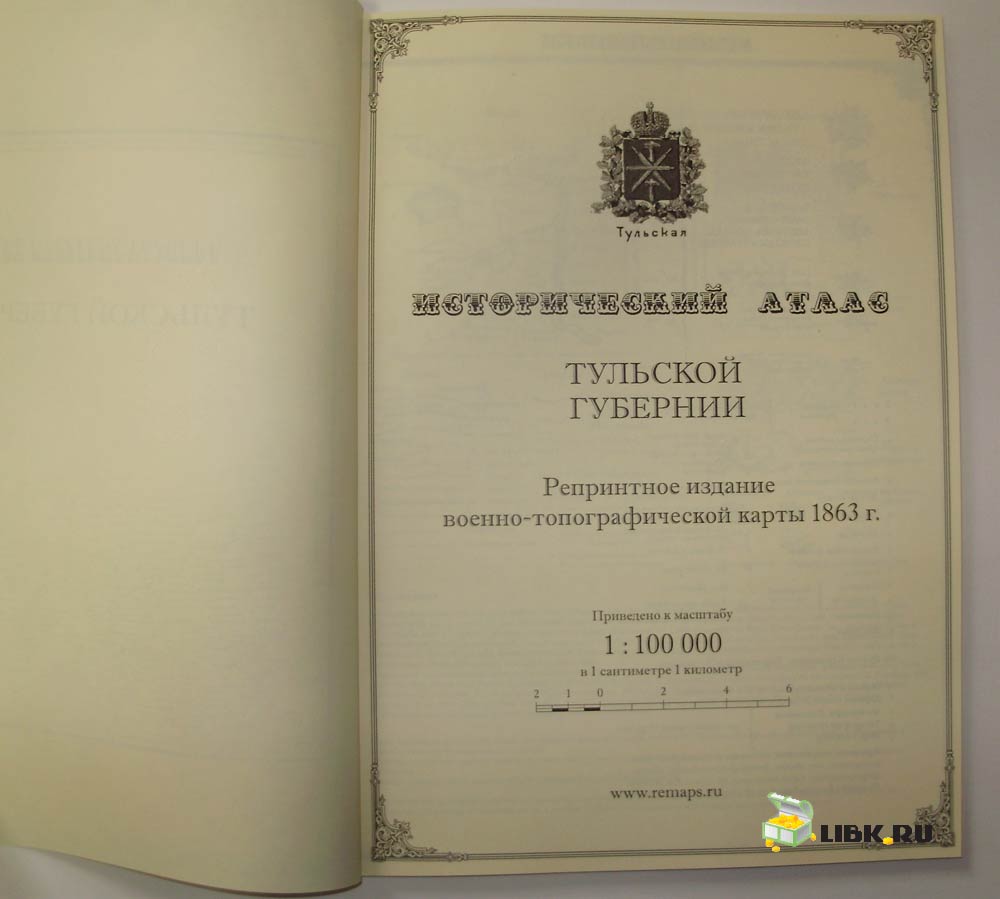 Тульская
ИСТОРИЧЕСКИЙ АТЛАС
ТУЛЬСКОЙ
ГУБЕРНИИ
Репринтное издание
военно-топографической карты 1863 г.
Приведено к масштабу
1 : 100 000
в 1 сантиметре 1 километр
2 1 0 2 4 6
www.remaps.ru
LIBK.RU